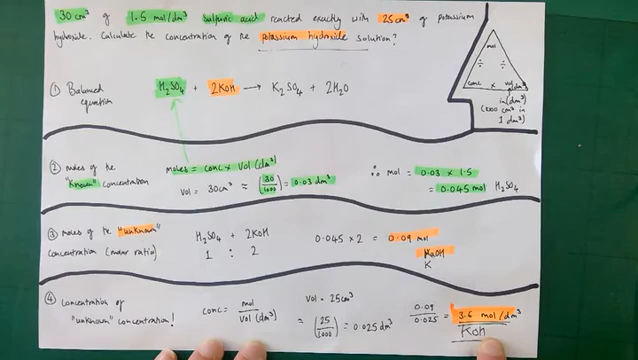 30 cm³ of 1.5 mol/dm³ sulphuric acid reacted exactly with 25cm³ of potassium
hydroxide. Calculate the concentration of the potassium hydroxide solution?
mol
÷ ÷
conc x vol
in(dm³)
(1000 cm³ in
1 dm³)
① Balanced
equation
H₂SO₄ + 2KOH → K₂SO₄ + 2H₂O
② moles of the
"known" concentration
moles = conc x Vol (dm³)
Vol = 30cm³ ≈ (30/1000) = 0.03 dm³
∴ mol = 0.03 x 1.5
= 0.045 mol H₂SO₄
③ moles of the "unknown"
concentration (molar ratio)
H₂SO₄ + 2KOH
1 : 2
0.045 x 2 = 0.09 mol
NaOH
K
④ Concentration of
"unknown" concentration!
conc = mol / Vol (dm³)
Vol = 25cm³
≈ (25/1000) = 0.025 dm³
0.09 / 0.025 = 3.6 mol/dm³
KOH